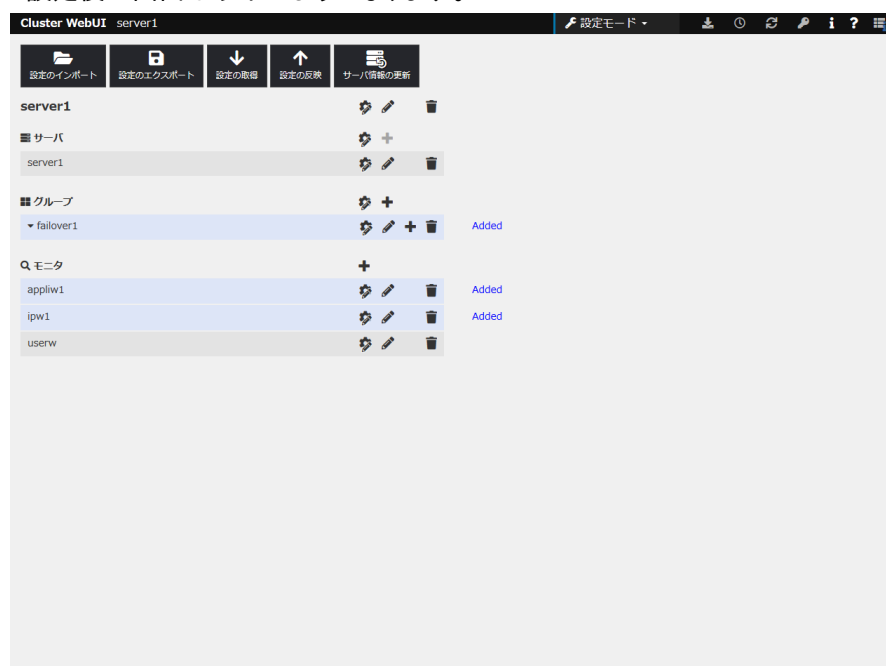 Cluster WebUI server1 設定モード
設定のインポート 設定のエクスポート 設定の取得 設定の反映 サーバ情報の更新
server1
サーバ
server1
グループ
failover1 Added
モニタ
appliw1 Added
ipw1 Added
userw